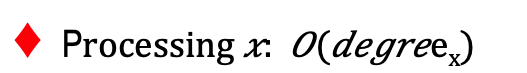 ♦ Processing x: O(degreeₓ)